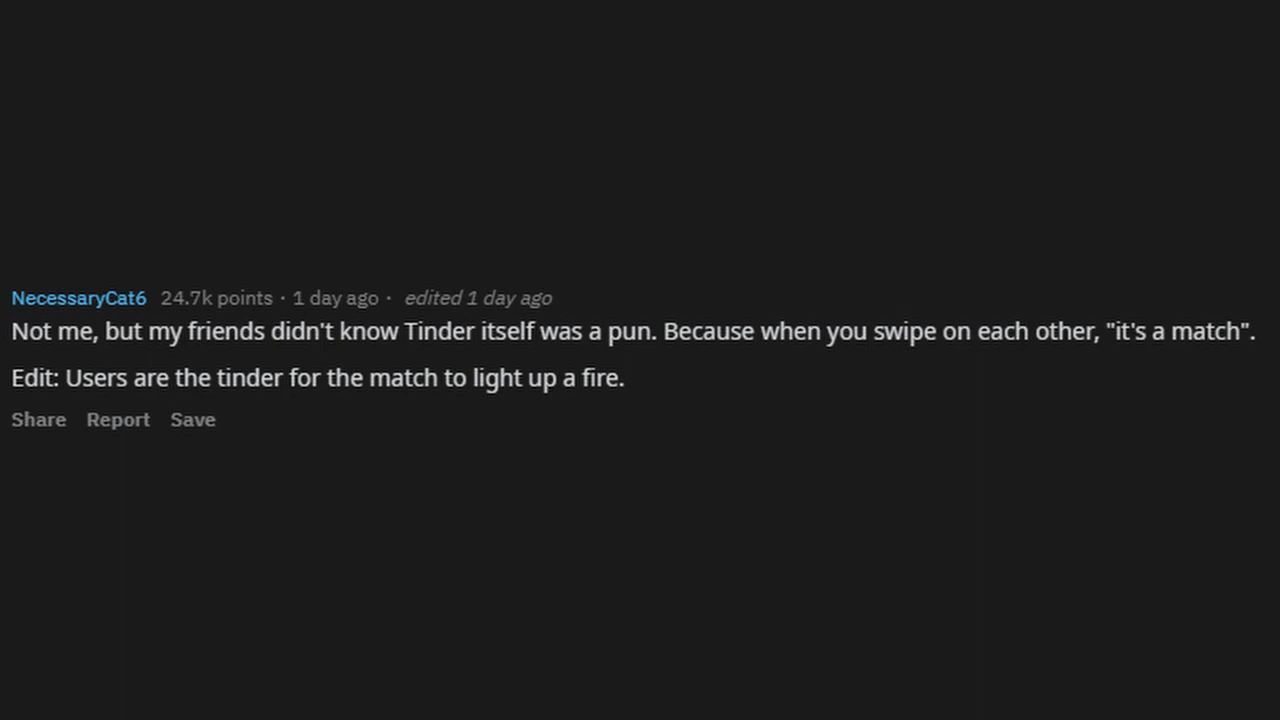 NecessaryCat6 24.7k points · 1 day ago · edited 1 day ago
Not me, but my friends didn't know Tinder itself was a pun. Because when you swipe on each other, "it's a match".
Edit: Users are the tinder for the match to light up a fire.
Share Report Save